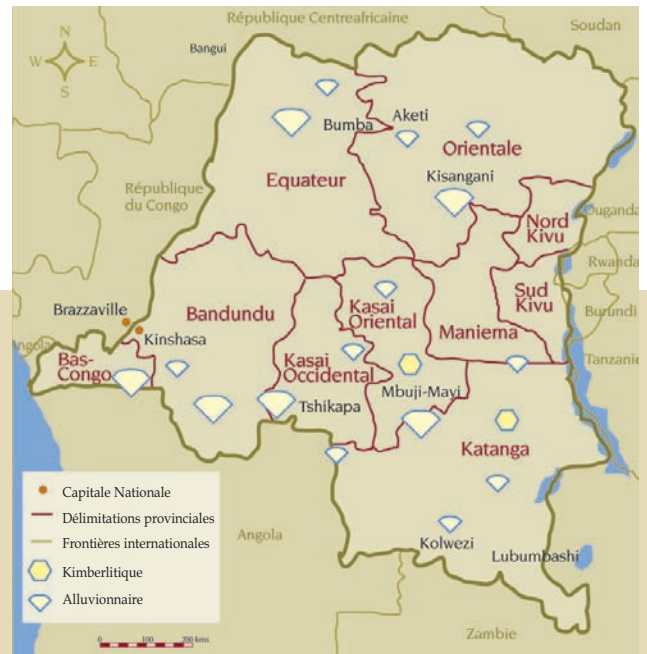 République Centreafricaine
Soudan
N
W E
S
Bangui
Bumba
Aketi
Orientale
Equateur
Kisangani
République
du Congo
Nord
Kivu
Ouganda
Rwanda
Sud
Kivu
Burundi
Brazzaville
Kinshasa
Bandundu
Kasai
Oriental
Maniema
Tanzanie
Angola
Bas-
Congo
Kasai
Occidental
Tshikapa
Mbuji-Mayi
Katanga
Capitale Nationale
Délimitations provinciales
Frontières internationales
Kimberlitique
Alluvionnaire
Angola
Kolwezi
Lubumbashi
Zambie
0 100 200 kms